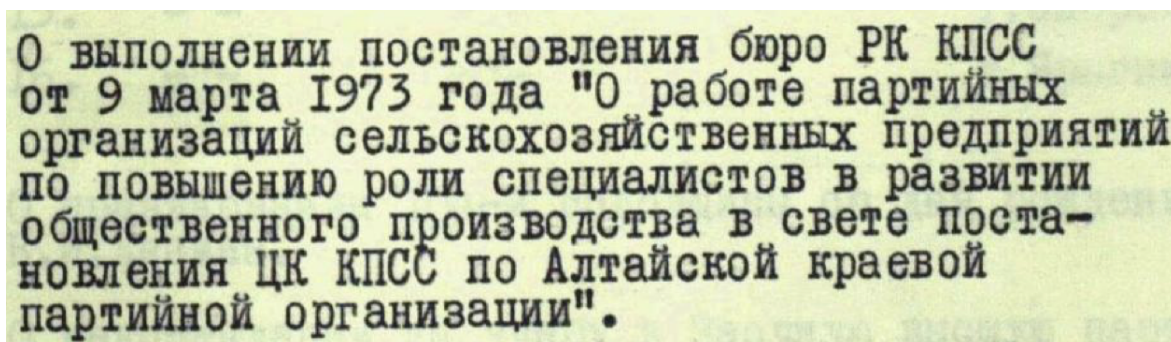 О выполнении постановления бюро РК КПСС
от 9 марта I973 года "О работе партийных
организаций сельскохозяйственных предприятий
по повышению роли специалистов в развитии
общественного производства в свете поста-
новления ЦК КПСС по Алтайской краевой
партийной организации".